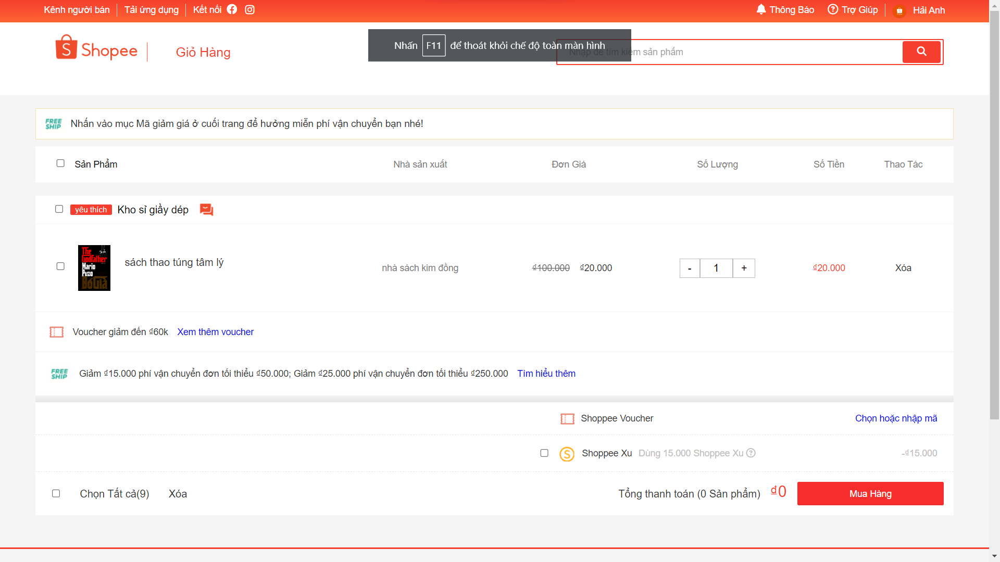 Kênh người bán Tải ứng dụng Kết nối Thông Báo Trợ Giúp Hải Anh
Shopee Giỏ Hàng
Nhấn F11 để thoát khỏi chế độ toàn màn hình
Nhập để tìm kiếm sản phẩm
FREE SHIP Nhấn vào mục Mã giảm giá ở cuối trang để hưởng miễn phí vận chuyển bạn nhé!
Sản Phẩm Nhà sản xuất Đơn Giá Số Lượng Số Tiền Thao Tác
yêu thích Kho sỉ giầy dép
The Godfather Mario Puzo Bố Già
sách thao túng tâm lý nhà sách kim đồng ₫100.000 ₫20.000 - 1 + ₫20.000 Xóa
Voucher giảm đến ₫60k Xem thêm voucher
FREE SHIP Giảm ₫15.000 phí vận chuyển đơn tối thiểu ₫50.000; Giảm ₫25.000 phí vận chuyển đơn tối thiểu ₫250.000 Tìm hiểu thêm
Shoppee Voucher Chọn hoặc nhập mã
Shoppee Xu Dùng 15.000 Shoppee Xu -₫15.000
Chọn Tất cả(9) Xóa Tổng thanh toán (0 Sản phẩm) ₫0 Mua Hàng